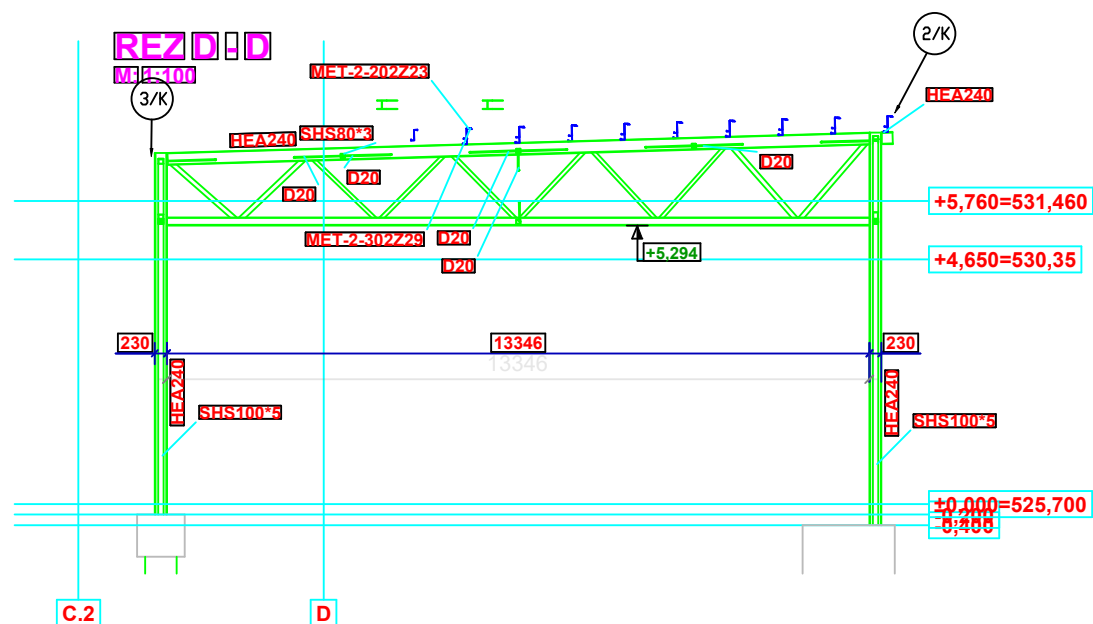 REZ D - D
M: 1:100
3/K
2/K
MET-2-202Z23
HEA240
HEA240
SHS80*3
D20
D20
D20
MET-2-302Z29
D20
D20
+5,294
+5,760=531,460
+4,650=530,35
230
13346
230
13346
HEA240
SHS100*5
HEA240
SHS100*5
±0,000=525,700
-0,400
C.2
D